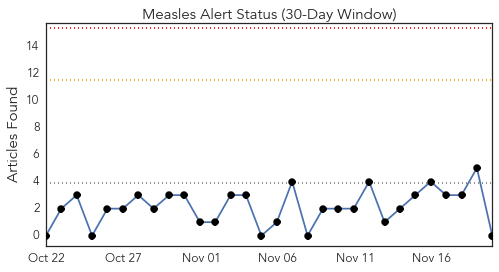 Measles Alert Status (30-Day Window)
Articles Found
14
12
10
8
6
4
2
0
Oct 22 Oct 27 Nov 01 Nov 06 Nov 11 Nov 16